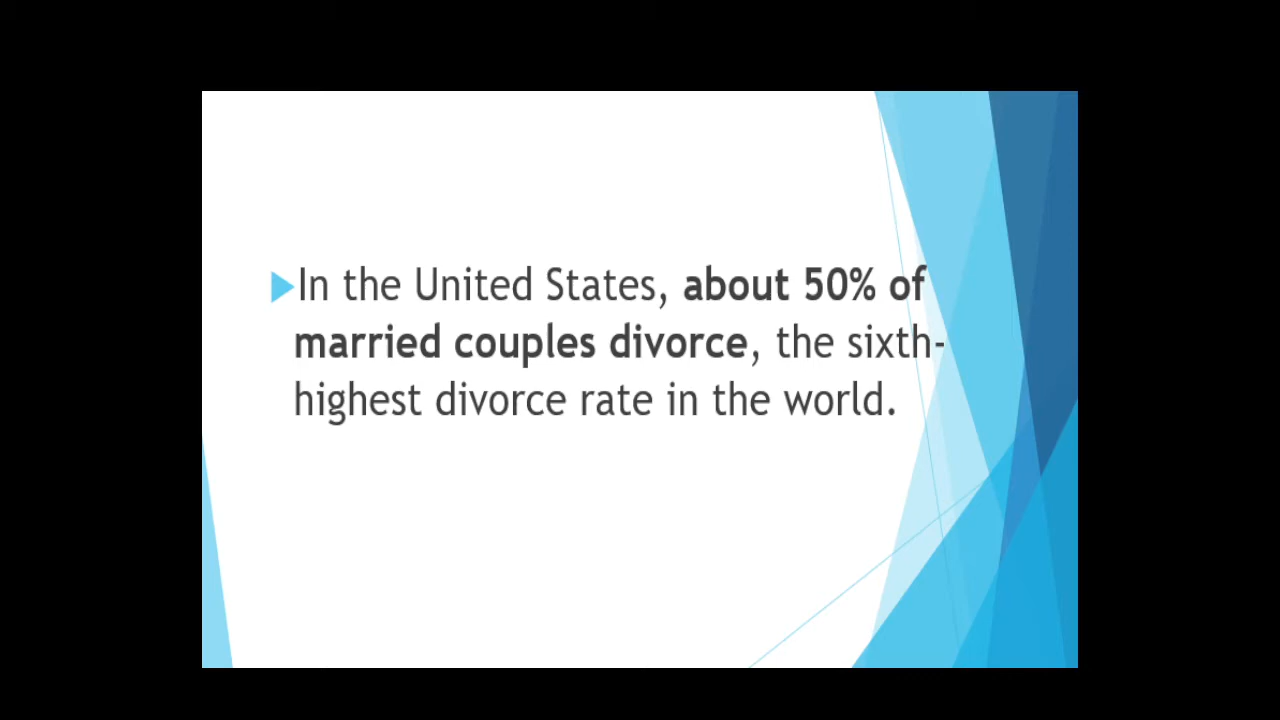 In the United States, about 50% of
married couples divorce, the sixth-
highest divorce rate in the world.